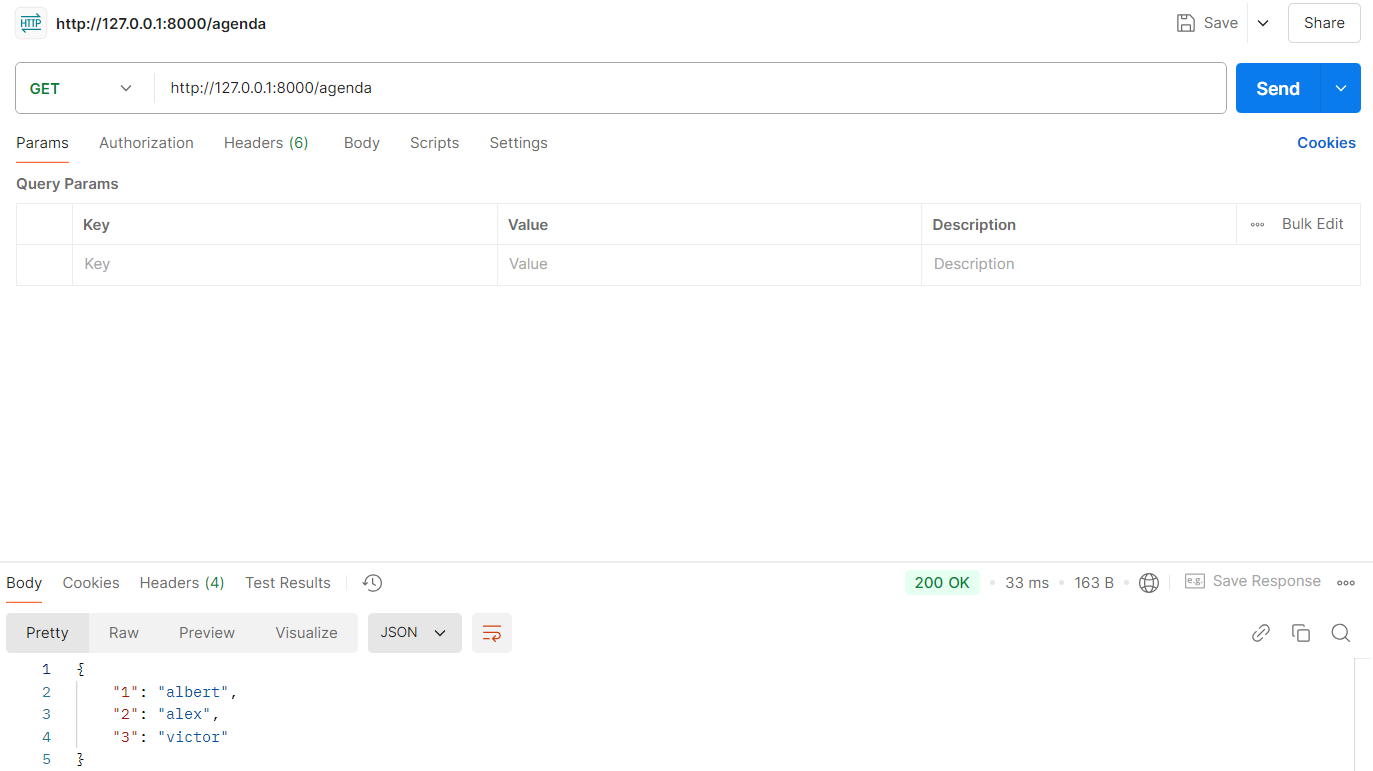 HTTP http://127.0.0.1:8000/agenda Save Share
GET http://127.0.0.1:8000/agenda Send
Params Authorization Headers (6) Body Scripts Settings Cookies
Query Params
Key Value Description Bulk Edit
Key Value Description
Body Cookies Headers (4) Test Results 200 OK 33 ms 163 B e.g. Save Response
Pretty Raw Preview Visualize JSON
1 {
2 "1": "albert",
3 "2": "alex",
4 "3": "victor"
5 }